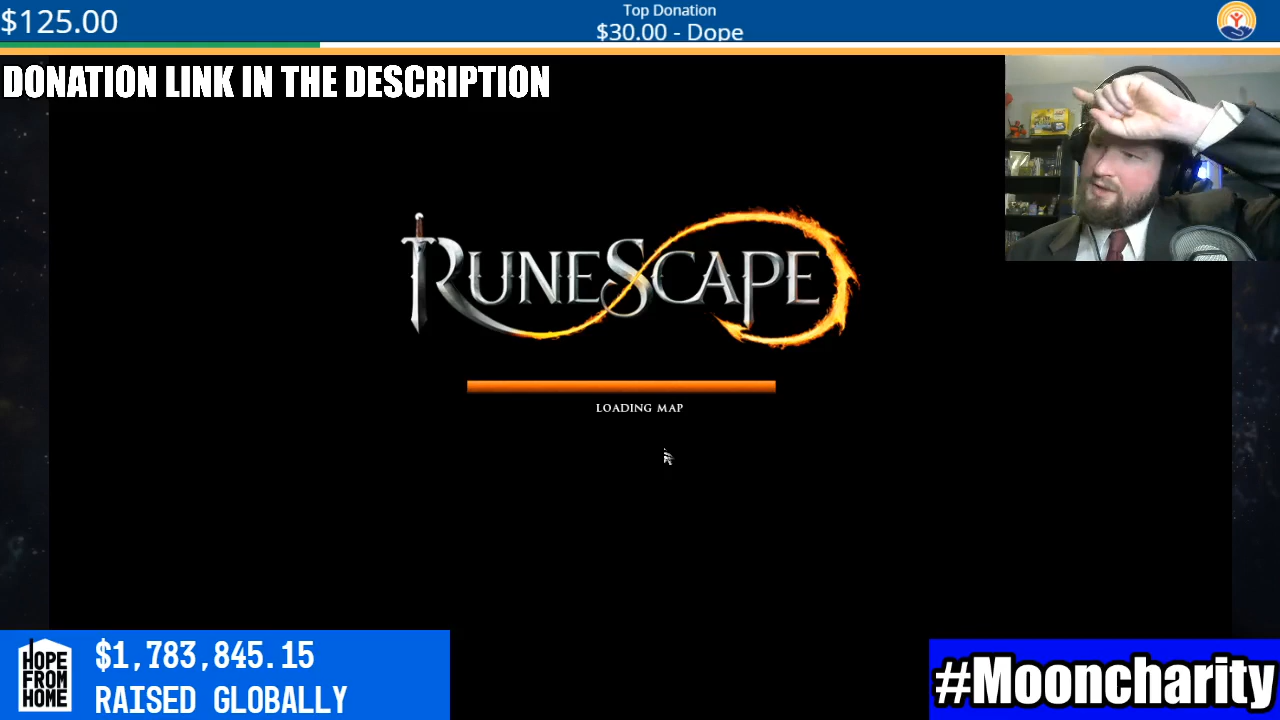 $125.00
Top Donation
$30.00 - Dope
DONATION LINK IN THE DESCRIPTION
RUNESCAPE
LOADING MAP
HOPE
FROM
HOME
$1,783,845.15
RAISED GLOBALLY
#Mooncharity